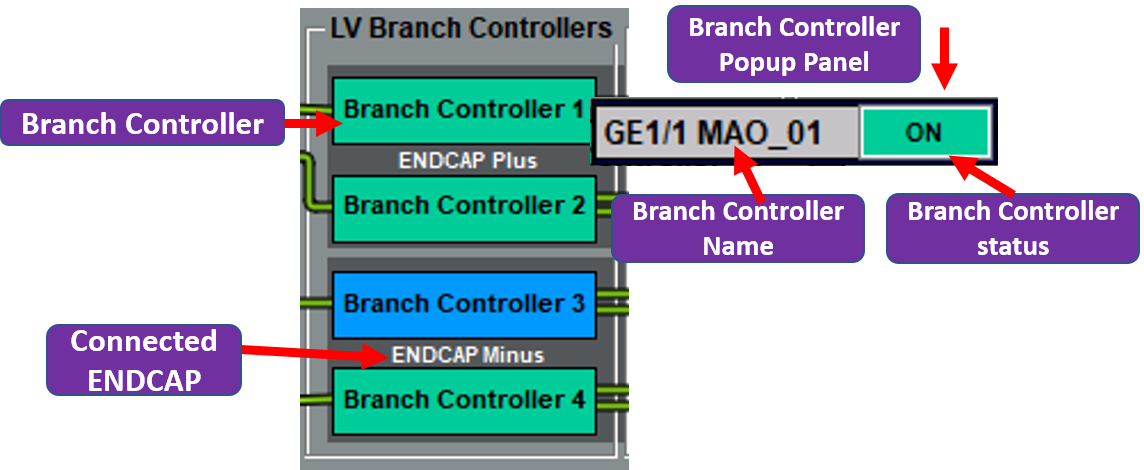 LV Branch Controllers
Branch Controller
Popup Panel
Branch Controller
Branch Controller 1
GE1/1 MAO_01
ON
ENDCAP Plus
Branch Controller 2
Branch Controller
Name
Branch Controller
status
Branch Controller 3
Connected
ENDCAP
ENDCAP Minus
Branch Controller 4